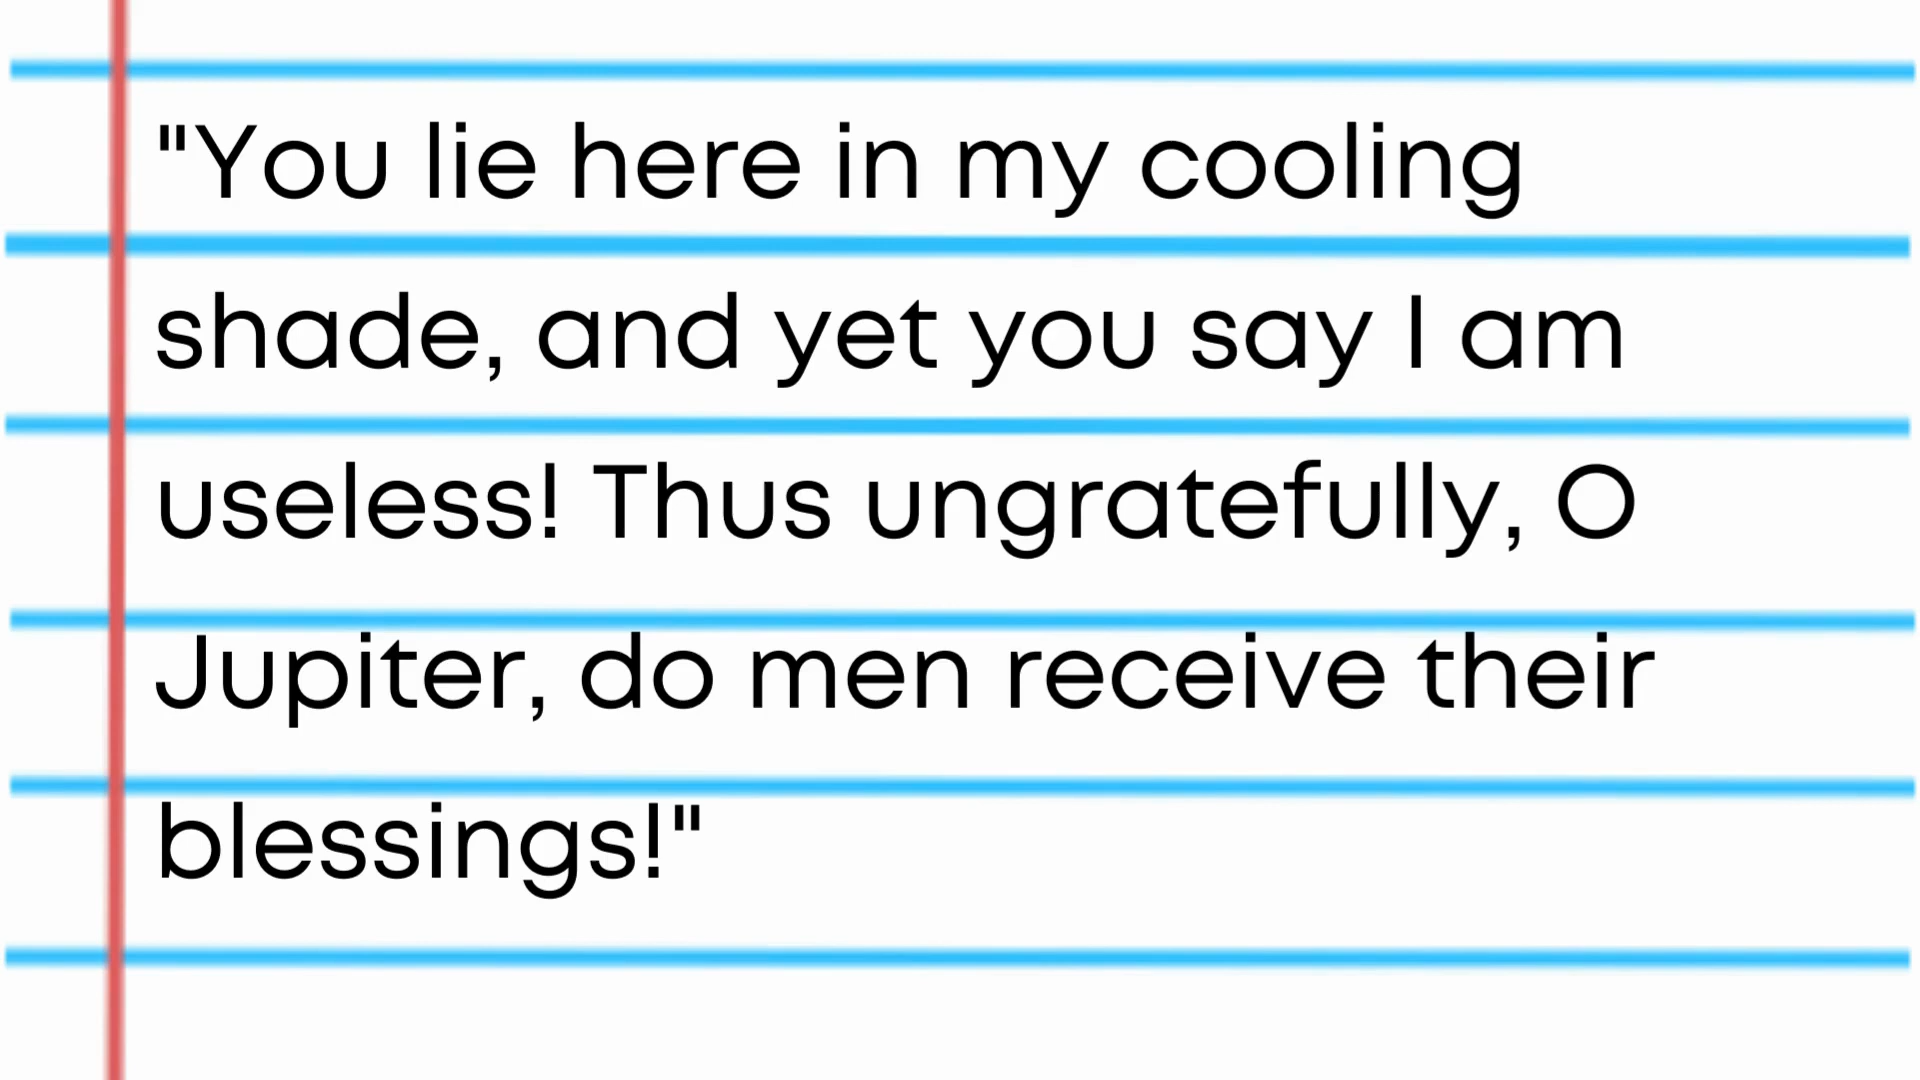 "You lie here in my cooling
shade, and yet you say I am
useless! Thus ungratefully, O
Jupiter, do men receive their
blessings!"